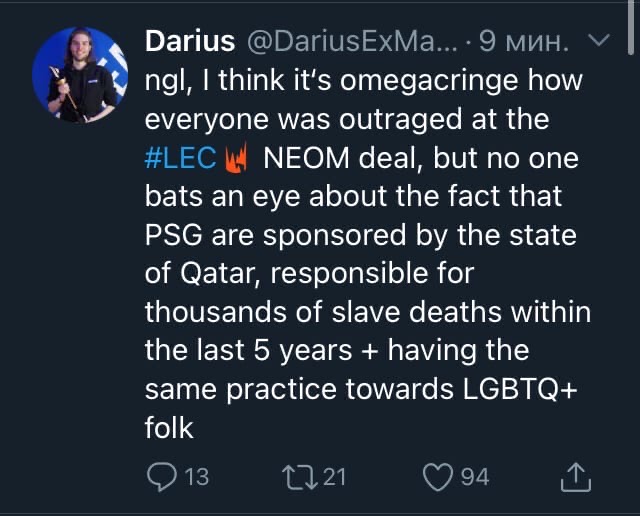 Darius @DariusExMa... · 9 мин.
ngl, I think it‘s omegacringe how
everyone was outraged at the
#LEC NEOM deal, but no one
bats an eye about the fact that
PSG are sponsored by the state
of Qatar, responsible for
thousands of slave deaths within
the last 5 years + having the
same practice towards LGBTQ+
folk
13 21 94